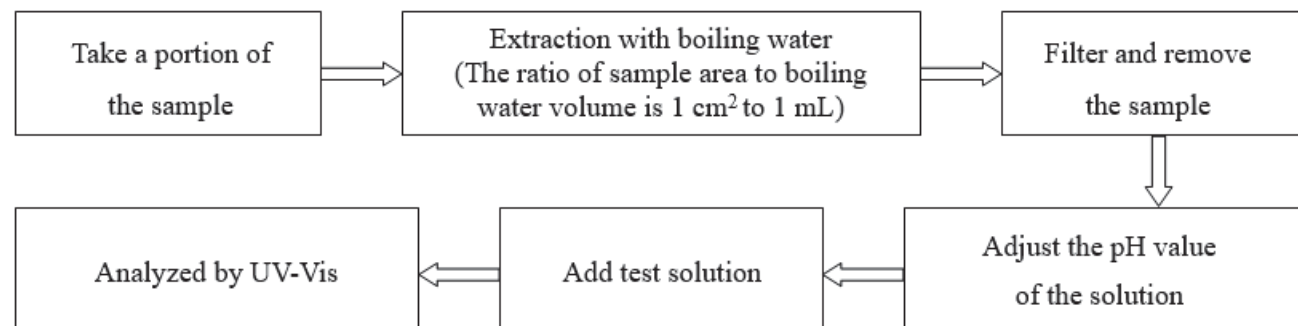 Take a portion of
the sample
Extraction with boiling water
(The ratio of sample area to boiling
water volume is 1 cm² to 1 mL)
Filter and remove
the sample
Adjust the pH value
of the solution
Add test solution
Analyzed by UV-Vis